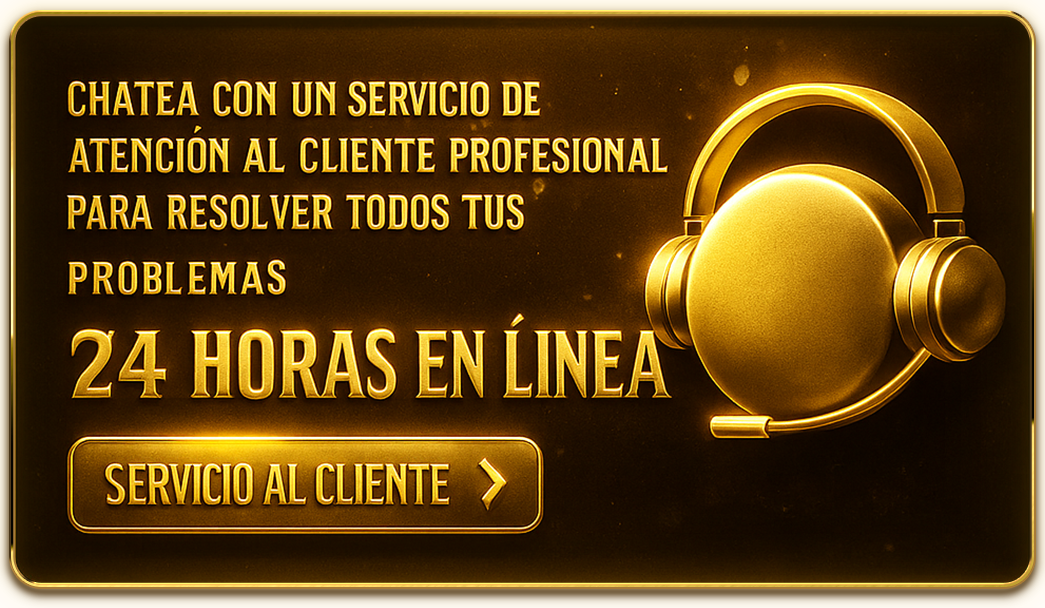 CHATEA CON UN SERVICIO DE
ATENCIÓN AL CLIENTE PROFESIONAL
PARA RESOLVER TODOS TUS
PROBLEMAS
24 HORAS EN LÍNEA
SERVICIO AL CLIENTE